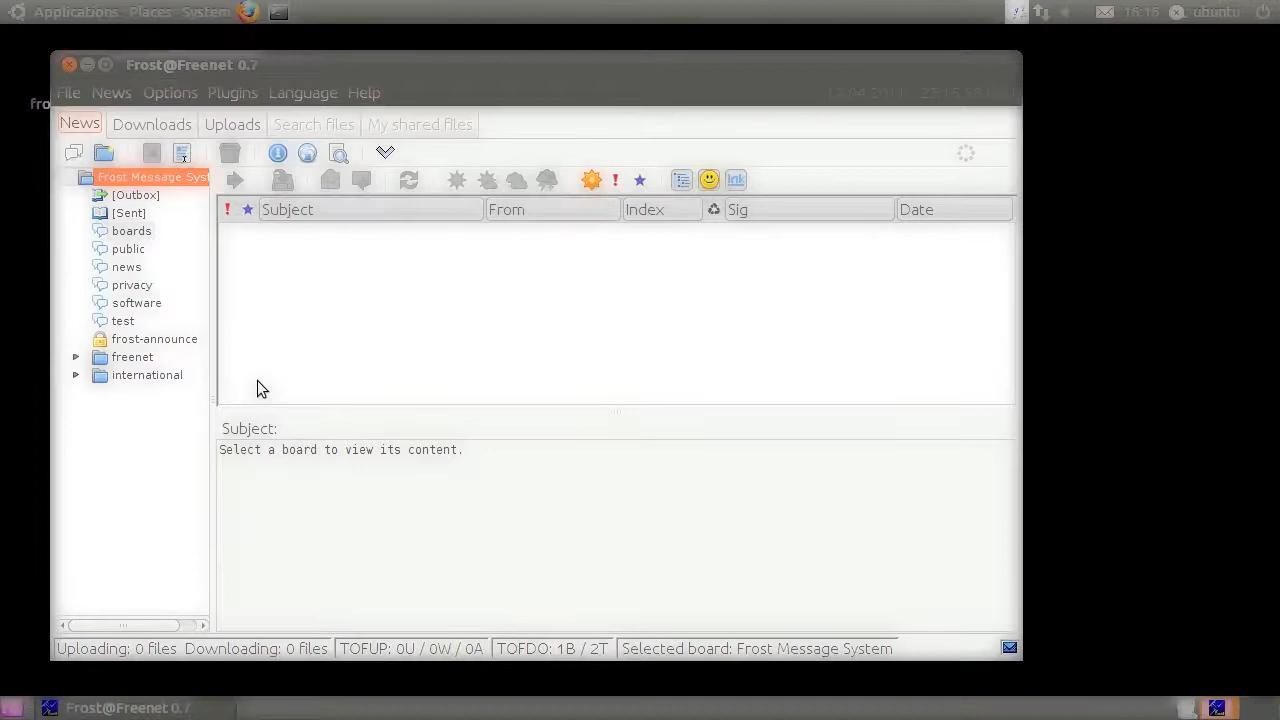 Applications Places System 16:15 ubuntu
Frost@Freenet 0.7
fro
File News Options Plugins Language Help
News Downloads Uploads Search files My shared files
Frost Message Syst
! Subject From Index Sig Date
[Outbox]
[Sent]
boards
public
news
privacy
software
test
frost-announce
freenet
international
Subject:
Select a board to view its content.
Uploading: 0 files Downloading: 0 files TOFUP: 0U / 0W / 0A TOFDO: 1B / 2T Selected board: Frost Message System
Frost@Freenet 0.7